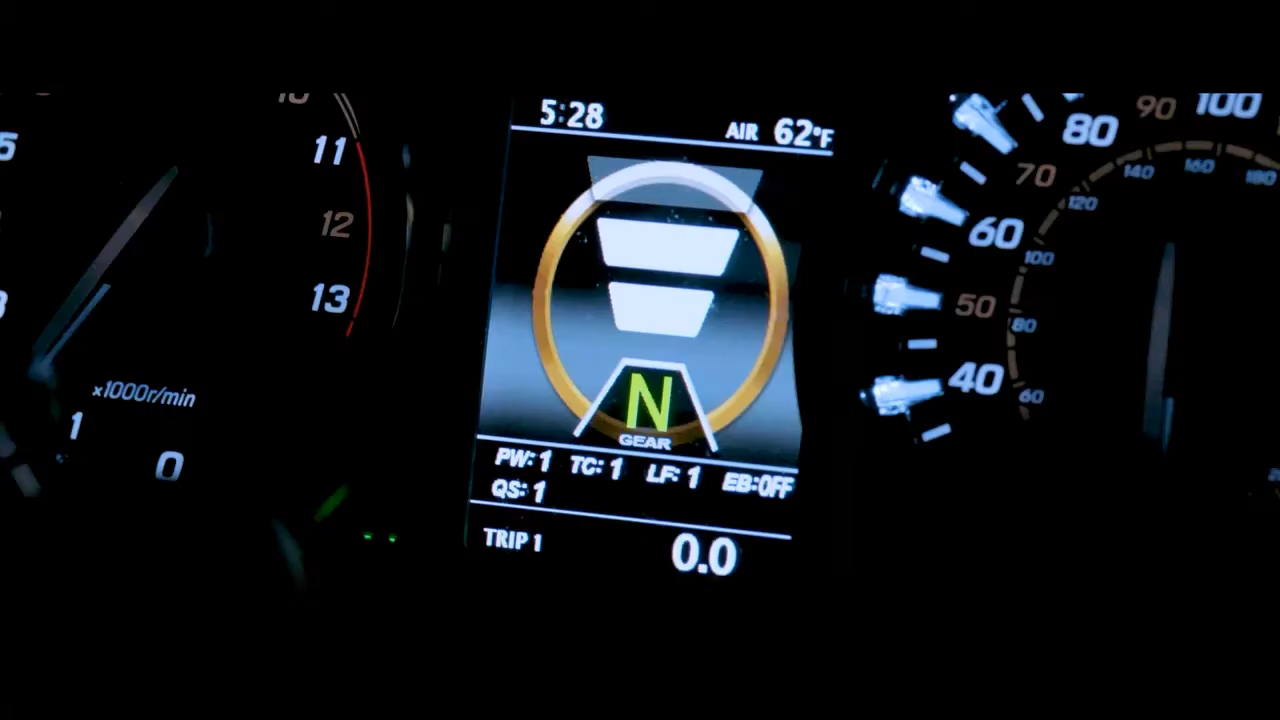 5:28
AIR 62°F
N
GEAR
PW: 1 TC: 1 LF: 1 EB:OFF
QS: 1
TRIP 1 0.0
11
12
13
x1000r/min
1
0
100
90
80
70
60
50
40
180
160
140
120
100
80
60